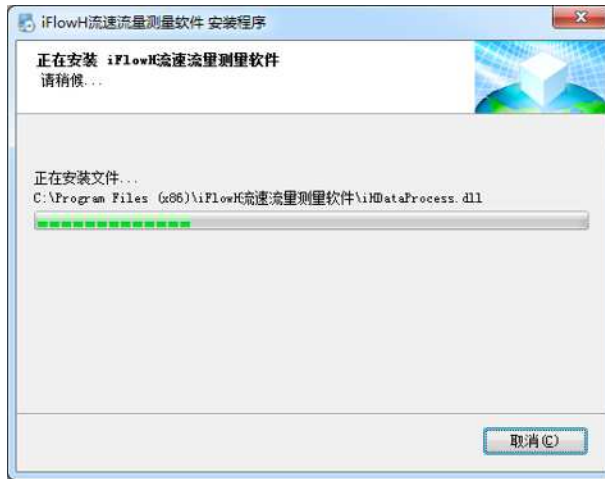 iFlowH流速流量测量软件 安装程序
正在安装 iFlowH流速流量测量软件
请稍候...
正在安装文件...
C:\Program Files (x86)\iFlowH流速流量测量软件\iHDataProcess.dll
取消(C)